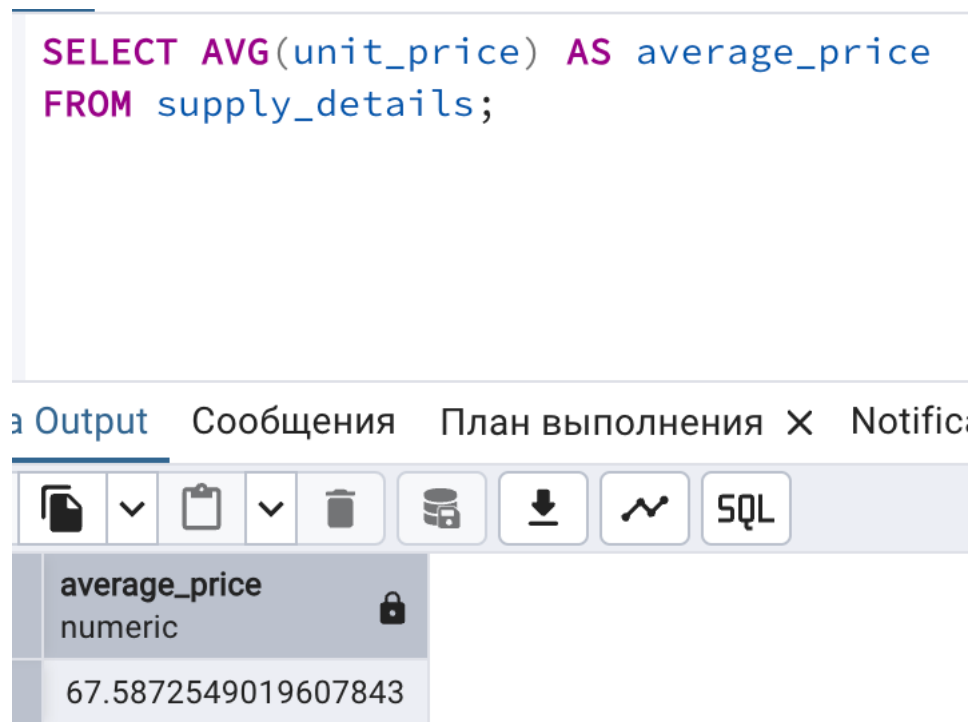 SELECT AVG(unit_price) AS average_price
FROM supply_details;
a Output Сообщения План выполнения × Notifica
SQL
average_price
numeric
67.5872549019607843